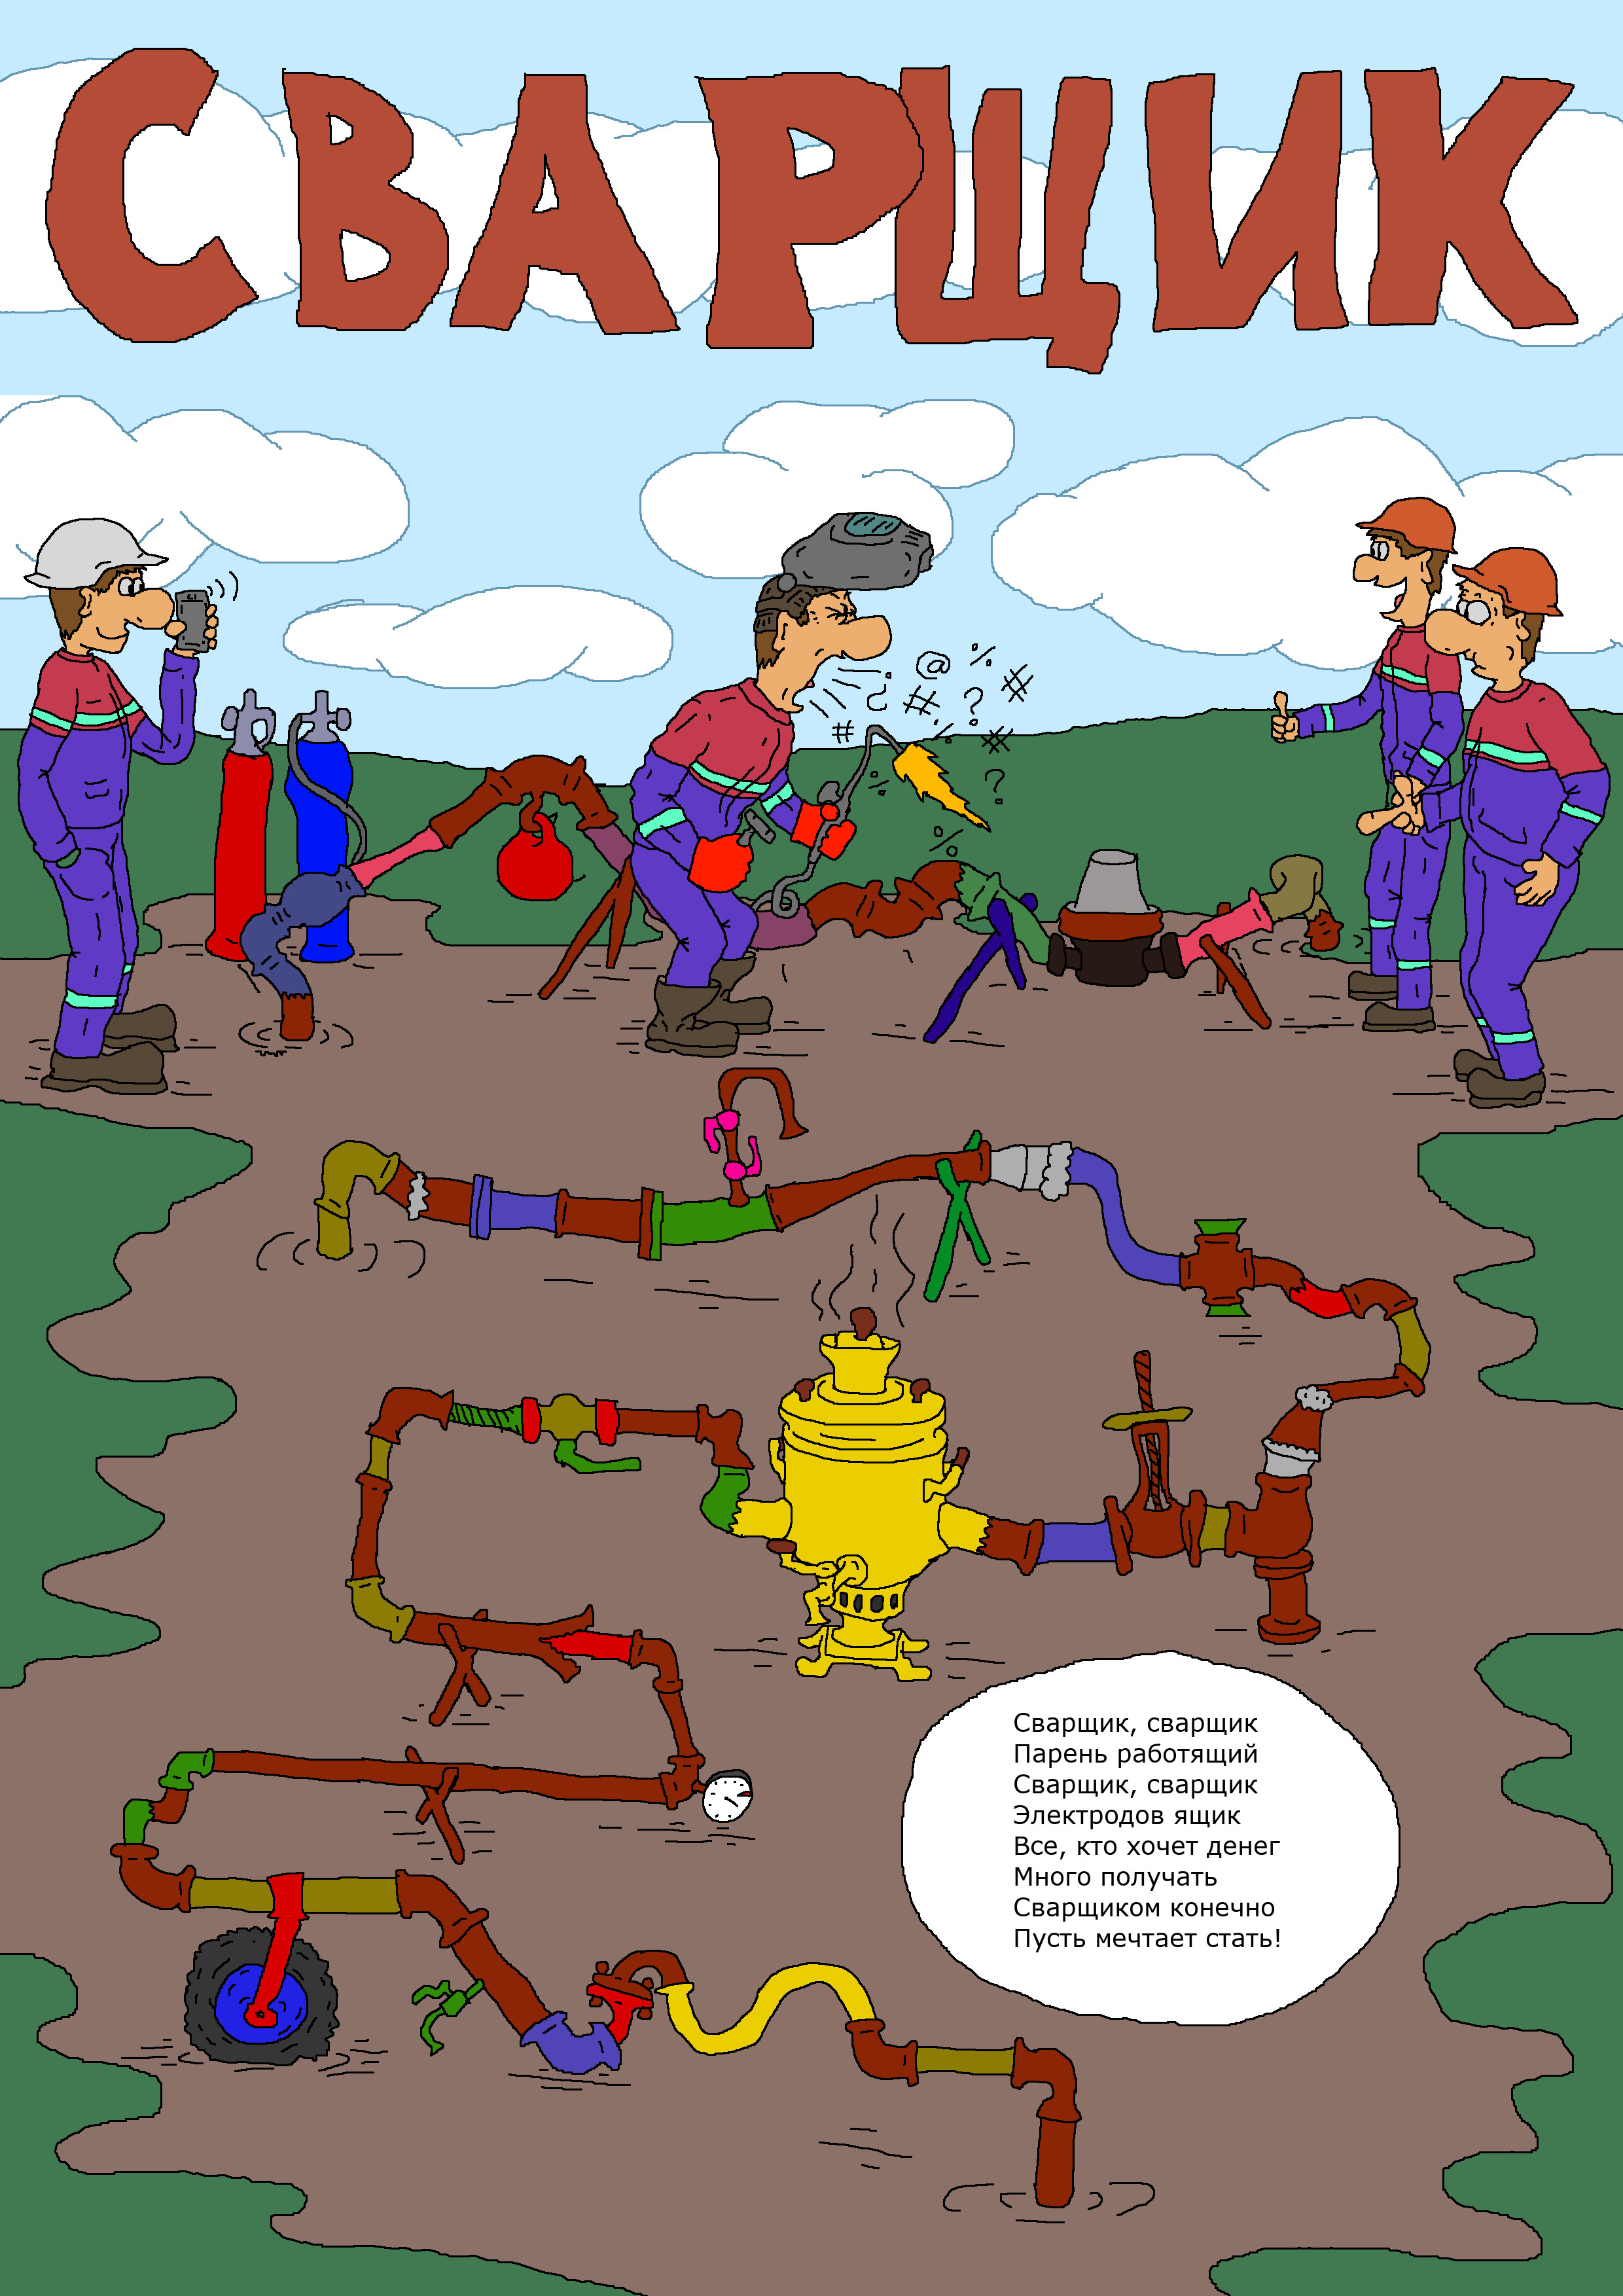 СВАРЩИК
Сварщик, сварщик
Парень работящий
Сварщик, сварщик
Электродов ящик
Все, кто хочет денег
Много получать
Сварщиком конечно
Пусть мечтает стать!